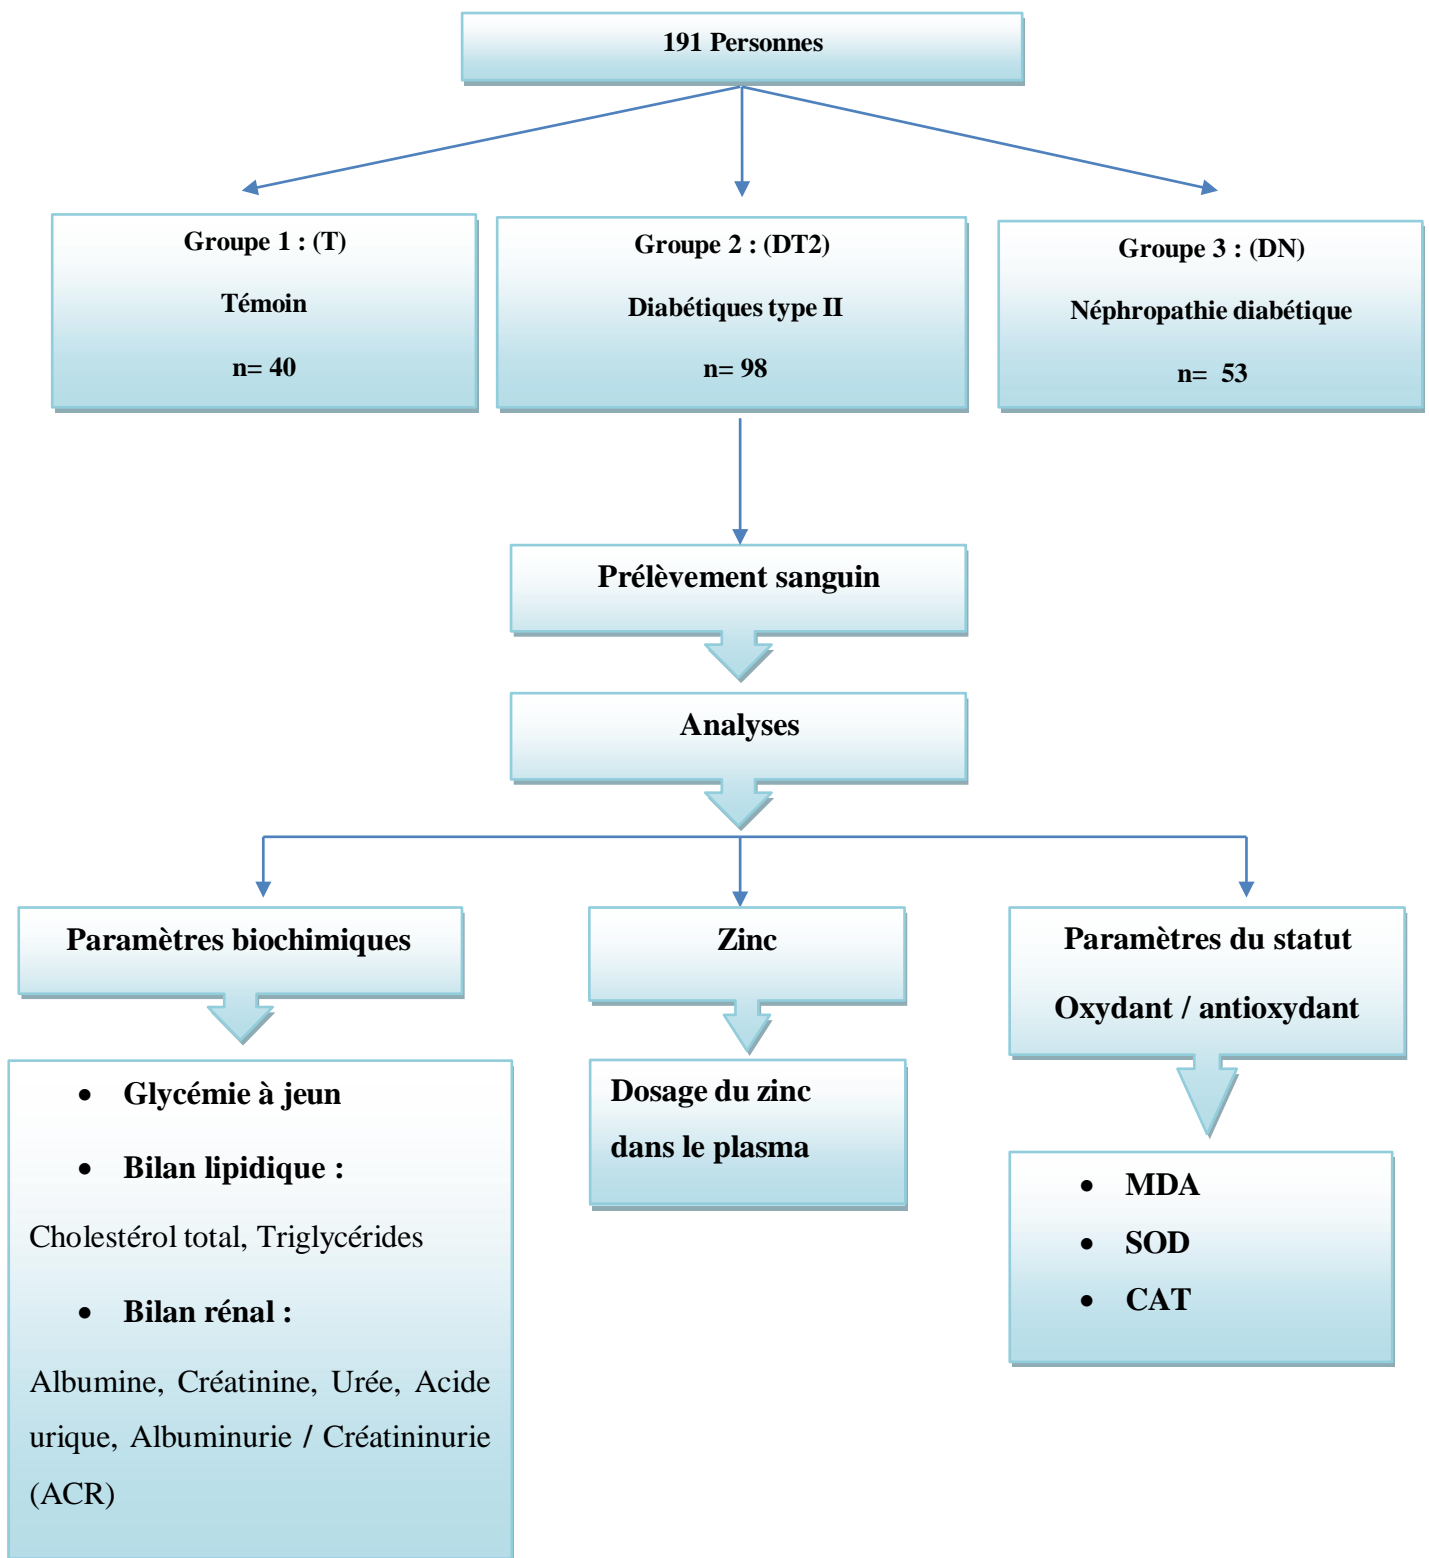 191 Personnes
Groupe 1 : (T)
Témoin
n= 40
Groupe 2 : (DT2)
Diabétiques type II
n= 98
Groupe 3 : (DN)
Néphropathie diabétique
n= 53
Prélèvement sanguin
Analyses
Paramètres biochimiques
• Glycémie à jeun
• Bilan lipidique :
Cholestérol total, Triglycérides
• Bilan rénal :
Albumine, Créatinine, Urée, Acide
urique, Albuminurie / Créatininurie
(ACR)
Zinc
Dosage du zinc
dans le plasma
Paramètres du statut
Oxydant / antioxydant
• MDA
• SOD
• CAT